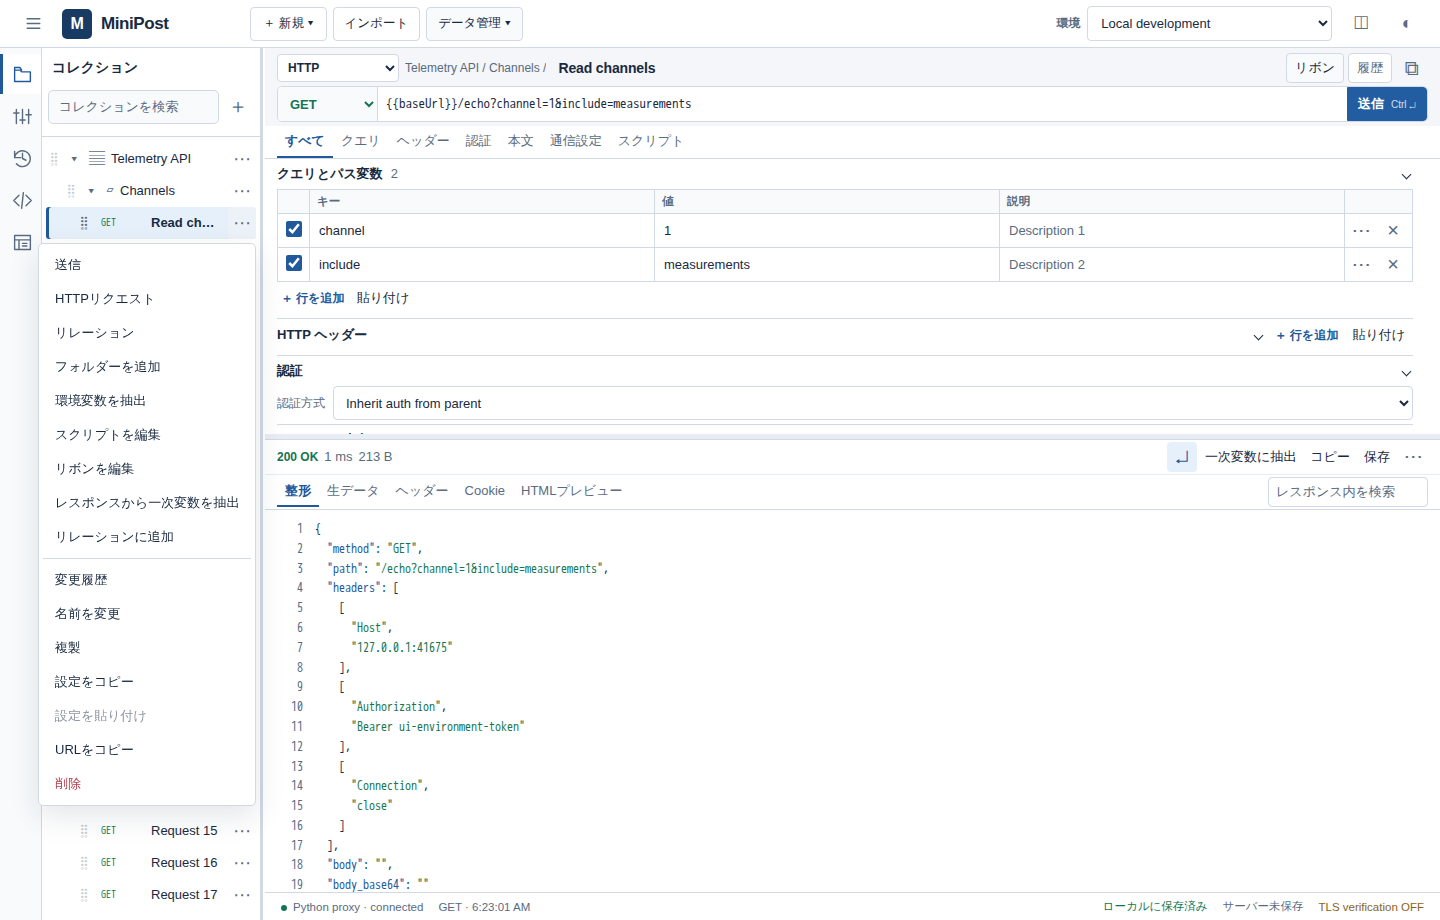 M MiniPost ＋ 新規 ▾ インポート データ管理 ▾ 環境 Local development
コレクション
コレクションを検索 ＋
Telemetry API ···
Channels ···
GET Read ch… ···
送信
HTTPリクエスト
リレーション
フォルダーを追加
環境変数を抽出
スクリプトを編集
リボンを編集
レスポンスから一次変数を抽出
リレーションに追加
変更履歴
名前を変更
複製
設定をコピー
設定を貼り付け
URLをコピー
削除
GET Request 15 ···
GET Request 16 ···
GET Request 17 ···
HTTP Telemetry API / Channels / Read channels リボン 履歴
GET {{baseUrl}}/echo?channel=1&include=measurements 送信 Ctrl ⏎
すべて クエリ ヘッダー 認証 本文 通信設定 スクリプト
クエリとパス変数 2
キー 値 説明
channel 1 Description 1 ··· ×
include measurements Description 2 ··· ×
＋ 行を追加 貼り付け
HTTP ヘッダー ＋ 行を追加 貼り付け
認証
認証方式 Inherit auth from parent
200 OK 1 ms 213 B 一次変数に抽出 コピー 保存 ···
整形 生データ ヘッダー Cookie HTMLプレビュー レスポンス内を検索
1 {
2 "method": "GET",
3 "path": "/echo?channel=1&include=measurements",
4 "headers": [
5 [
6 "Host",
7 "127.0.0.1:41675"
8 ],
9 [
10 "Authorization",
11 "Bearer ui-environment-token"
12 ],
13 [
14 "Connection",
15 "close"
16 ]
17 ],
18 "body": "",
19 "body_base64": ""
Python proxy · connected GET · 6:23:01 AM ローカルに保存済み サーバー未保存 TLS verification OFF